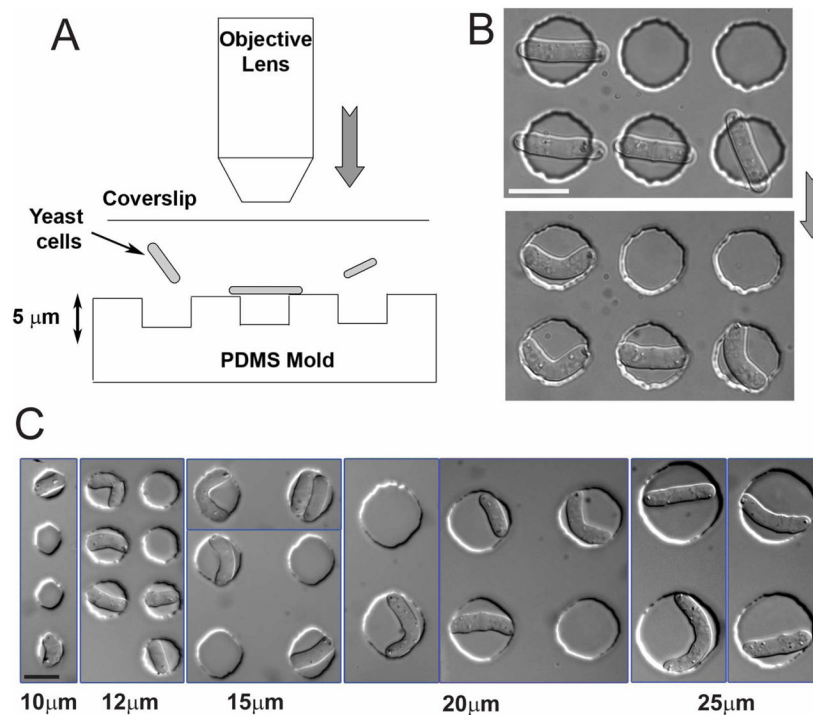 A
Objective
Lens
Coverslip
Yeast
cells
5 μm
PDMS Mold
B
C
10μm
12μm
15μm
20μm
25μm